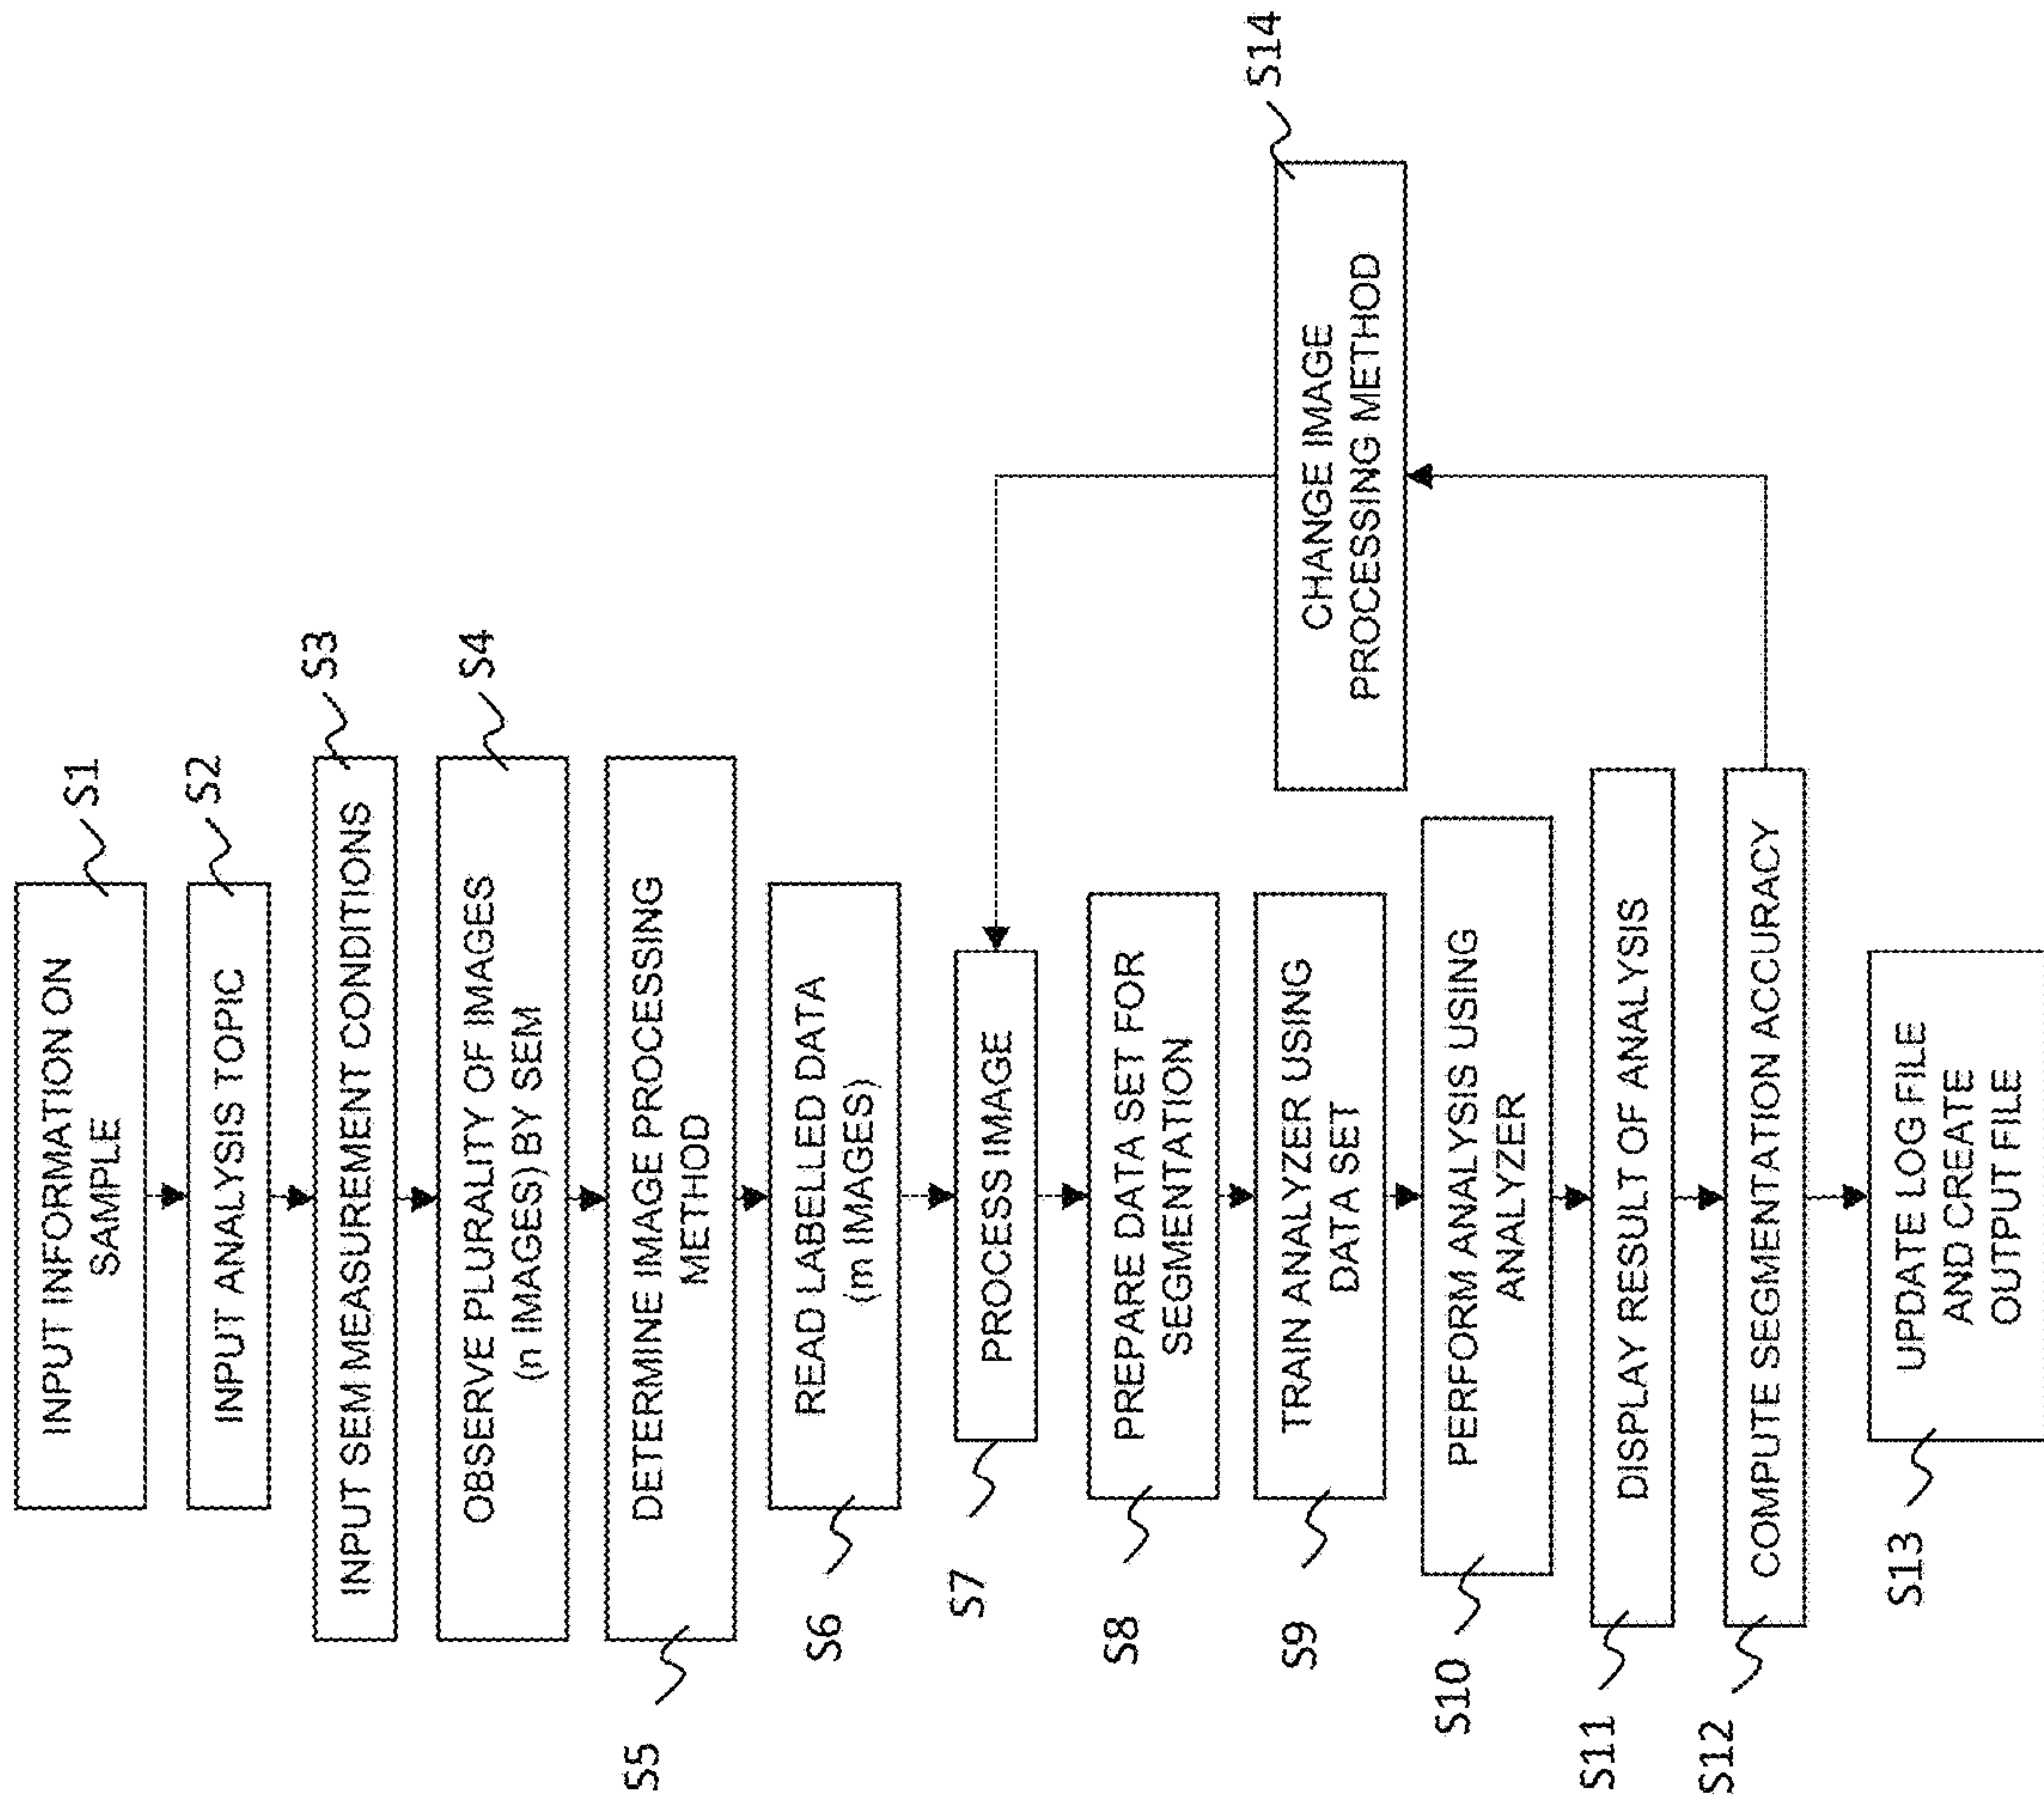 INPUT INFORMATION ON
SAMPLE
S1
INPUT ANALYSIS TOPIC
S2
INPUT SEM MEASUREMENT CONDITIONS
S3
OBSERVE PLURALITY OF IMAGES
(n IMAGES) BY SEM
S4
DETERMINE IMAGE PROCESSING
METHOD
S5
READ LABELLED DATA
(m IMAGES)
S6
PROCESS IMAGE
S7
PREPARE DATA SET FOR
SEGMENTATION
S8
TRAIN ANALYZER USING
DATA SET
S9
PERFORM ANALYSIS USING
ANALYZER
S10
DISPLAY RESULT OF ANALYSIS
S11
COMPUTE SEGMENTATION ACCURACY
S12
UPDATE LOG FILE
AND CREATE
OUTPUT FILE
S13
CHANGE IMAGE
PROCESSING METHOD
S14